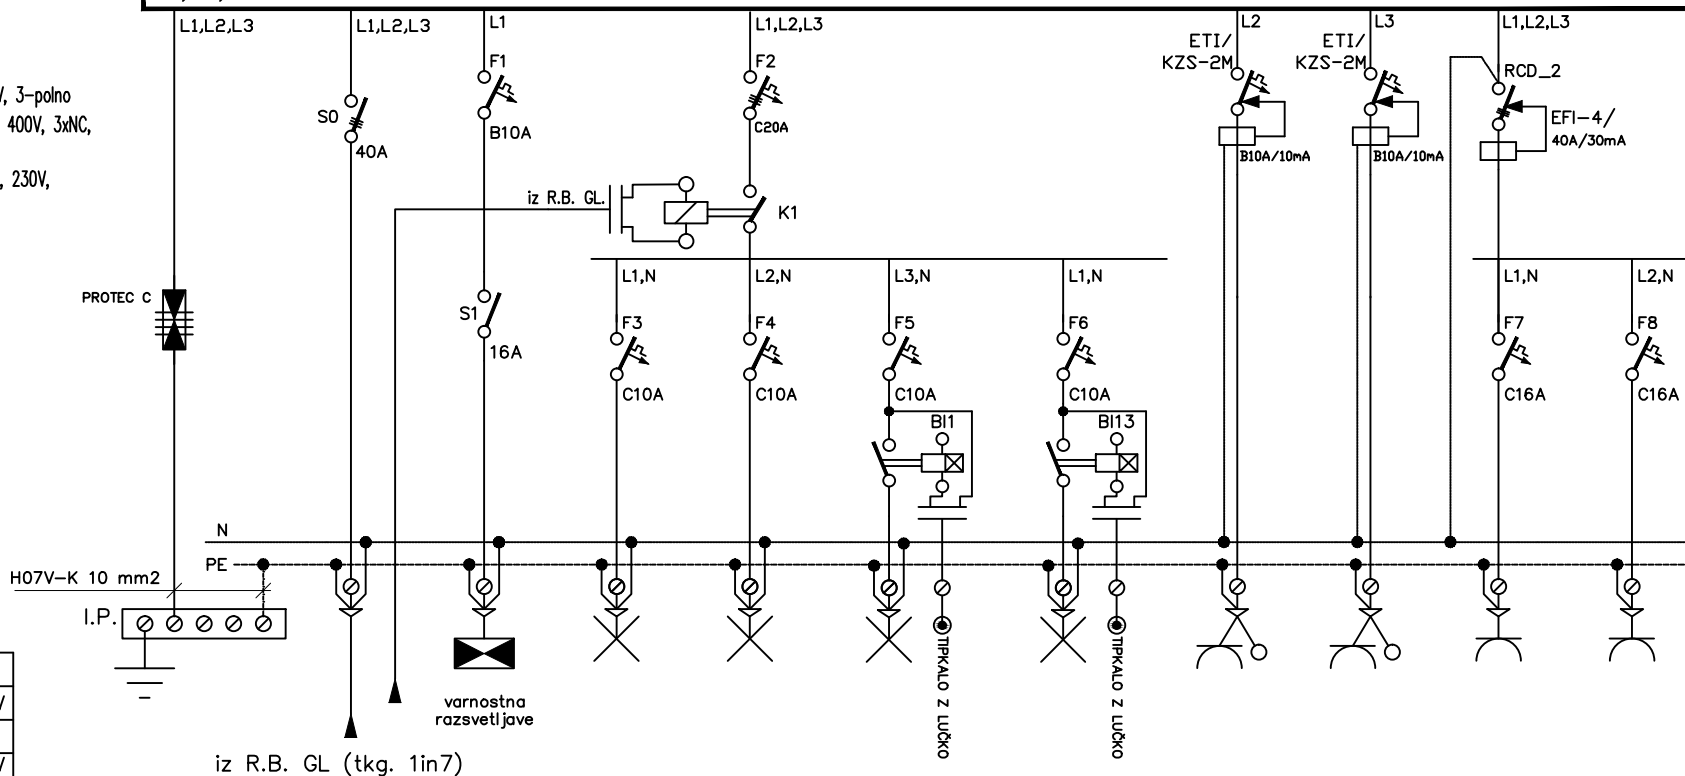 L1,L2,L3
L1,L2,L3
L1
L1,L2,L3
L2
L3
L1,L2,L3
V, 3-polno
400V, 3xNC,
, 230V,
S0
40A
F1
B10A
F2
C20A
ETI/
KZS-2M
B10A/10mA
ETI/
KZS-2M
B10A/10mA
RCD_2
EFI-4/
40A/30mA
iz R.B. GL.
K1
PROTEC C
S1
16A
L1,N
L2,N
L3,N
L1,N
L1,N
L2,N
F3
C10A
F4
C10A
F5
C10A
F6
C10A
F7
C16A
F8
C16A
BI1
BI13
N
PE
H07V-K 10 mm2
I.P.
varnostna
razsvetljave
TIPKALO Z LUČKO
TIPKALO Z LUČKO
iz R.B. GL (tkg. 1in7)